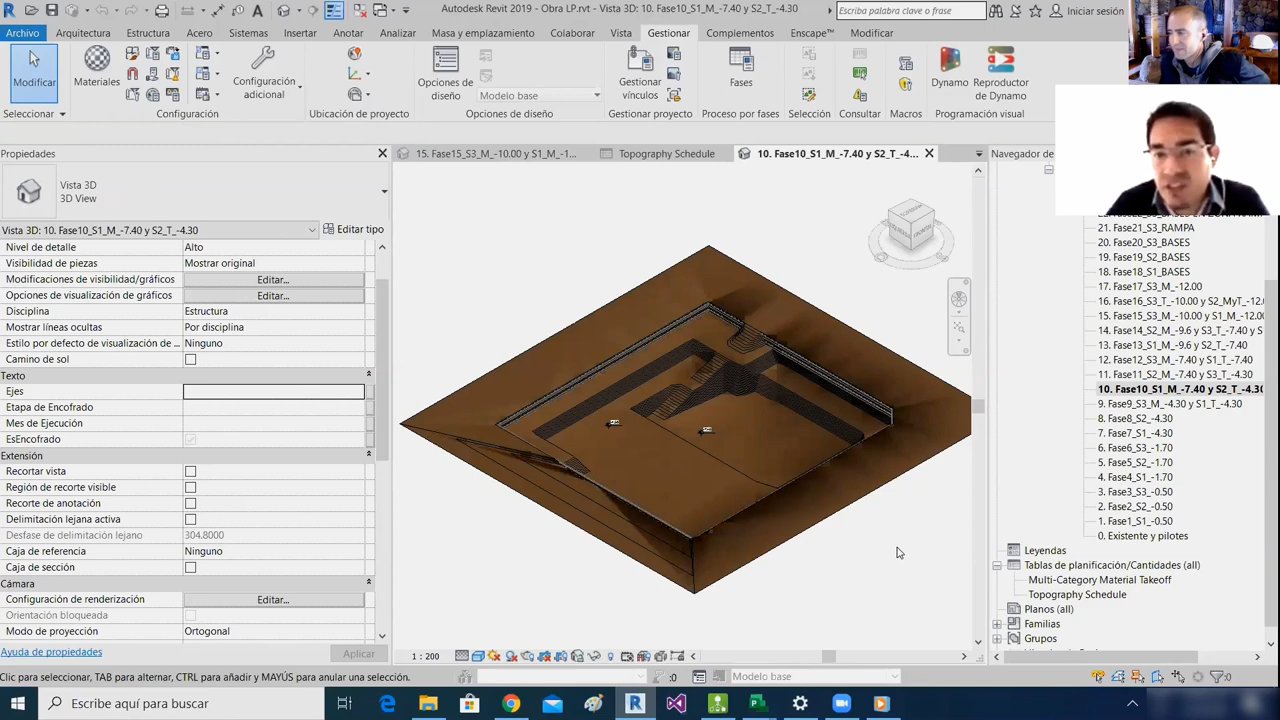 Autodesk Revit 2019 - Obra LP.rvt - Vista 3D: 10. Fase10_S1_M_-7.40 y S2_T_-4.30
Escriba palabra clave o frase
Iniciar sesión
Archivo
Arquitectura
Estructura
Acero
Sistemas
Insertar
Anotar
Analizar
Masa y emplazamiento
Colaborar
Vista
Gestionar
Complementos
Enscape™
Modificar
Modificar
Materiales
Configuración
adicional
Opciones de
diseño
Modelo base
Gestionar
vínculos
Fases
Dynamo
Reproductor
de Dynamo
Seleccionar
Configuración
Ubicación de proyecto
Opciones de diseño
Gestionar proyecto
Proceso por fases
Selección
Consultar
Macros
Programación visual
Propiedades
15. Fase15_S3_M_-10.00 y S1_M_-1...
Topography Schedule
10. Fase10_S1_M_-7.40 y S2_T_-4....
Navegador de
Vista 3D
3D View
Vista 3D: 10. Fase10_S1_M_-7.40 y S2_T_-4.30
Editar tipo
Nivel de detalle Alto
Visibilidad de piezas Mostrar original
Modificaciones de visibilidad/gráficos Editar...
Opciones de visualización de gráficos Editar...
Disciplina Estructura
Mostrar líneas ocultas Por disciplina
Estilo por defecto de visualización de ... Ninguno
Camino de sol
Texto
Ejes
Etapa de Encofrado
Mes de Ejecución
EsEncofrado
Extensión
Recortar vista
Región de recorte visible
Recorte de anotación
Delimitación lejana activa
Desfase de delimitación lejano 304.8000
Caja de referencia Ninguno
Caja de sección
Cámara
Configuración de renderización Editar...
Orientación bloqueada
Modo de proyección Ortogonal
Ayuda de propiedades
Aplicar
21. Fase21_S3_RAMPA
20. Fase20_S3_BASES
19. Fase19_S2_BASES
18. Fase18_S1_BASES
17. Fase17_S3_M_-12.00
16. Fase16_S3_T_-10.00 y S2_MyT_-12.0
15. Fase15_S3_M_-10.00 y S1_M_-12.00
14. Fase14_S2_M_-9.6 y S3_T_-7.40
13. Fase13_S1_M_-9.6 y S2_T_-7.40
12. Fase12_S3_M_-7.40 y S1_T_-7.40
11. Fase11_S2_M_-7.40 y S3_T_-4.30
10. Fase10_S1_M_-7.40 y S2_T_-4.30
9. Fase9_S3_M_-4.30 y S1_T_-4.30
8. Fase8_S2_-4.30
7. Fase7_S1_-4.30
6. Fase6_S3_-1.70
5. Fase5_S2_-1.70
4. Fase4_S1_-1.70
3. Fase3_S3_-0.50
2. Fase2_S2_-0.50
1. Fase1_S1_-0.50
0. Existente y pilotes
Leyendas
Tablas de planificación/Cantidades (all)
Multi-Category Material Takeoff
Topography Schedule
Planos (all)
Familias
Grupos
1 : 200
Clic para seleccionar, TAB para alternar, CTRL para añadir y MAYÚS para anular una selección.
:0
Modelo base
:0
Escribe aquí para buscar